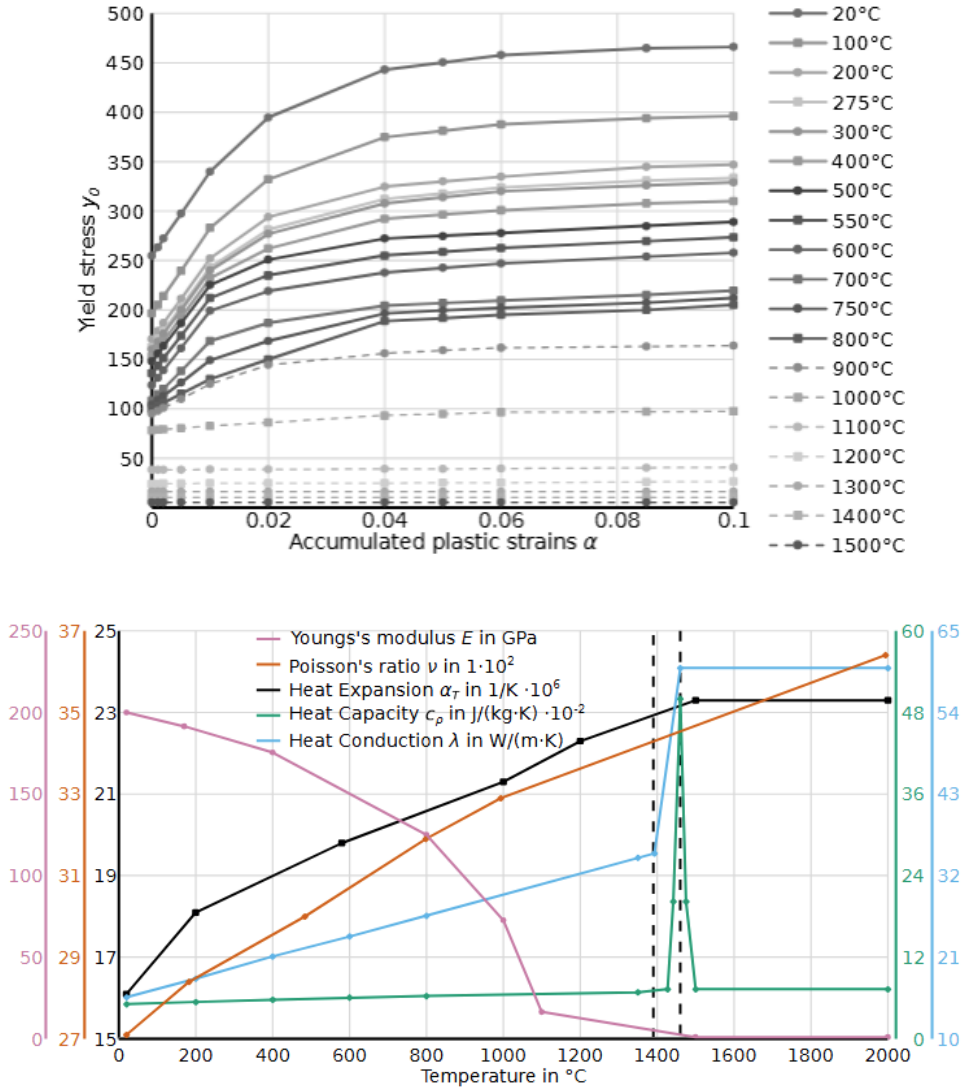 500
450
400
350
300
250
200
150
100
50
Yield stress y₀
0 0.02 0.04 0.06 0.08 0.1
Accumulated plastic strains α
20°C
100°C
200°C
275°C
300°C
400°C
500°C
550°C
600°C
700°C
750°C
800°C
900°C
1000°C
1100°C
1200°C
1300°C
1400°C
1500°C
250 37 25 60 65
200 35 23 48 54
150 33 21 36 43
100 31 19 24 32
50 29 17 12 21
0 27 15 0 10
Youngs's modulus E in GPa
Poisson's ratio ν in 1·10²
Heat Expansion α_T in 1/K ·10⁶
Heat Capacity c_ρ in J/(kg·K) ·10⁻²
Heat Conduction λ in W/(m·K)
0 200 400 600 800 1000 1200 1400 1600 1800 2000
Temperature in °C